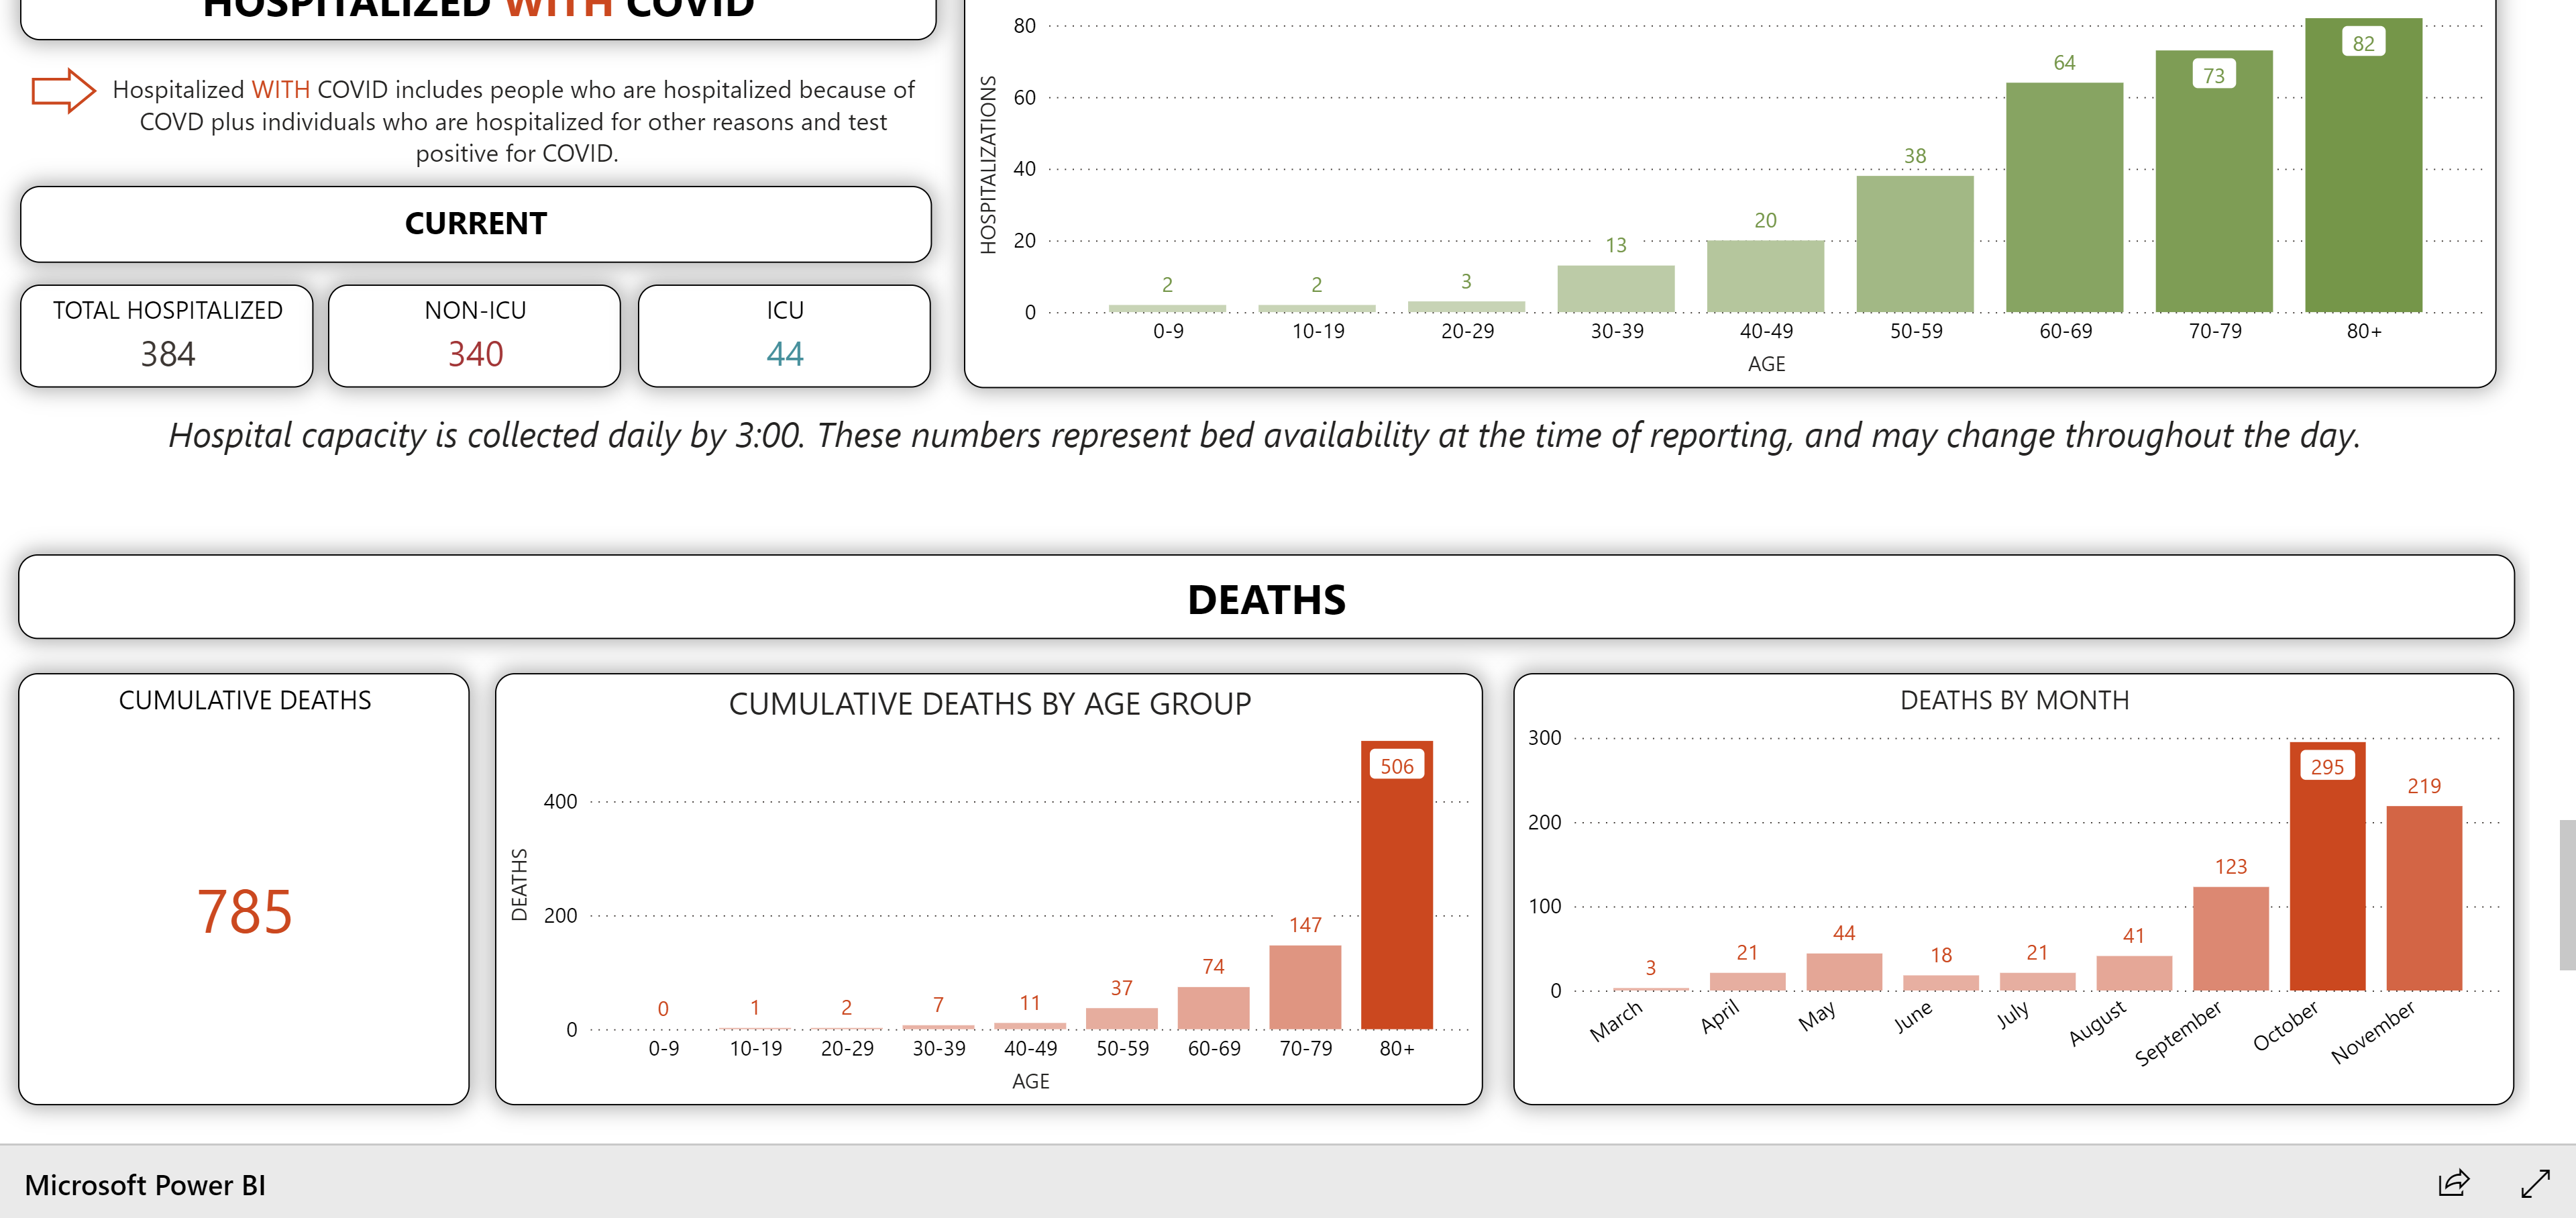 HOSPITALIZED WITH COVID
Hospitalized WITH COVID includes people who are hospitalized because of
COVD plus individuals who are hospitalized for other reasons and test
positive for COVID.
CURRENT
TOTAL HOSPITALIZED
384
NON-ICU
340
ICU
44
HOSPITALIZATIONS
80
60
40
20
0
2
2
3
13
20
38
64
73
82
0-9
10-19
20-29
30-39
40-49
50-59
60-69
70-79
80+
AGE
Hospital capacity is collected daily by 3:00. These numbers represent bed availability at the time of reporting, and may change throughout the day.
DEATHS
CUMULATIVE DEATHS
785
CUMULATIVE DEATHS BY AGE GROUP
DEATHS
400
200
0
0
1
2
7
11
37
74
147
506
0-9
10-19
20-29
30-39
40-49
50-59
60-69
70-79
80+
AGE
DEATHS BY MONTH
300
200
100
0
3
21
44
18
21
41
123
295
219
March
April
May
June
July
August
September
October
November
Microsoft Power BI